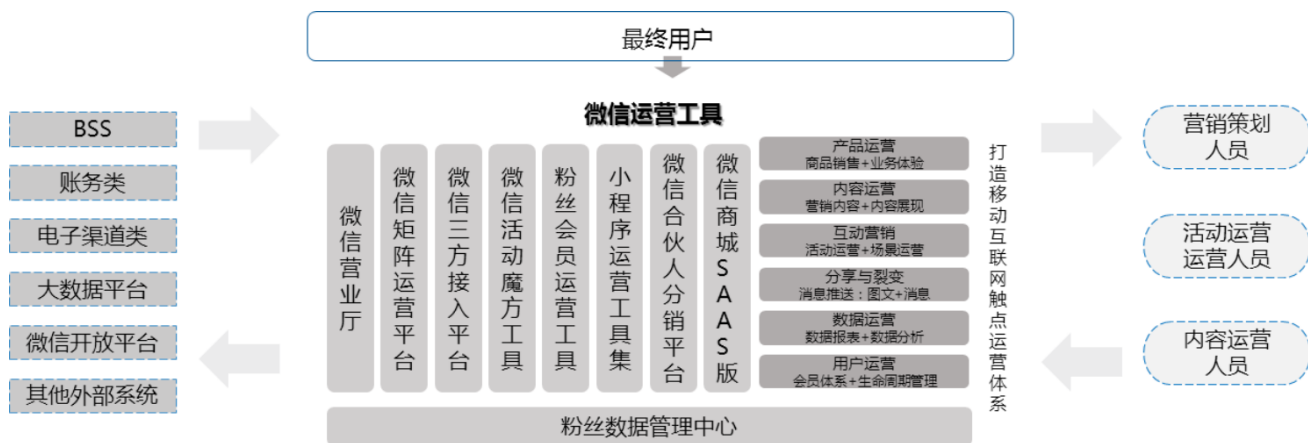 最终用户
微信运营工具
BSS
账务类
电子渠道类
大数据平台
微信开放平台
其他外部系统
微信营业厅
微信矩阵运营平台
微信三方接入平台
微信活动魔方工具
粉丝会员运营工具
小程序运营工具集
微信合伙人分销平台
微信商城SAAS版
产品运营
商品销售+业务体验
内容运营
营销内容+内容展现
互动营销
活动运营+场景运营
分享与裂变
消息推送：图文+消息
数据运营
数据报表+数据分析
用户运营
会员体系+生命周期管理
打造移动互联网触点运营体系
营销策划
人员
活动运营
运营人员
内容运营
人员
粉丝数据管理中心